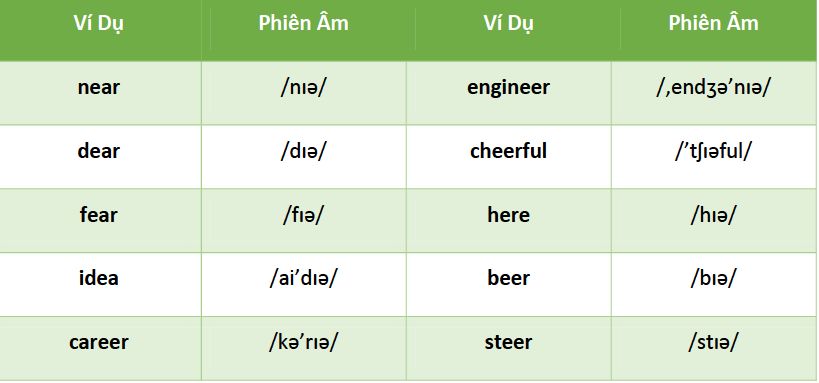 Ví Dụ Phiên Âm Ví Dụ Phiên Âm
near /nɪə/ engineer /,endʒə’nɪə/
dear /dɪə/ cheerful /’tʃɪəful/
fear /fɪə/ here /hɪə/
idea /ai’dɪə/ beer /bɪə/
career /kə’rɪə/ steer /stɪə/